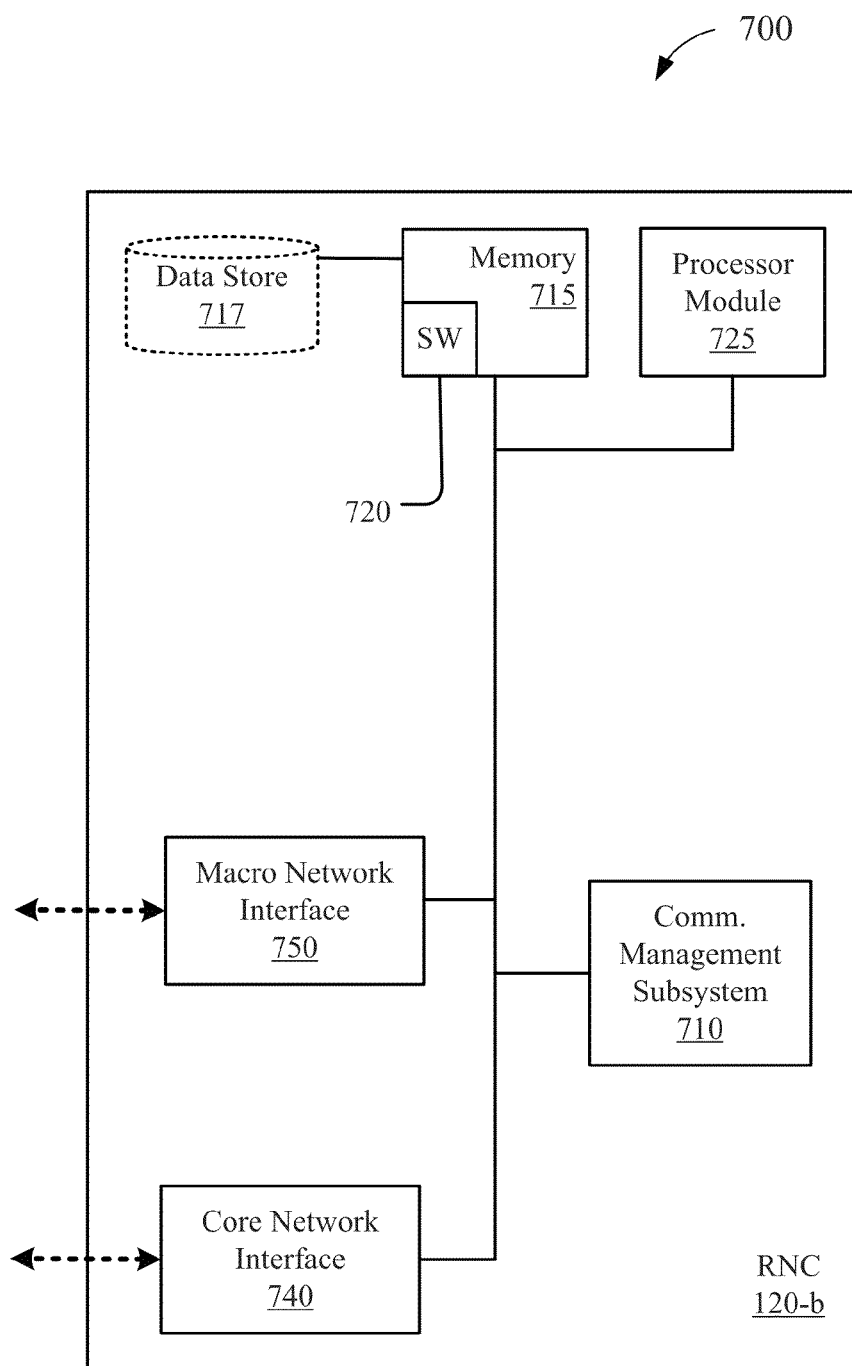 700
Data Store
717
Memory
715
SW
Processor
Module
725
720
Macro Network
Interface
750
Comm.
Management
Subsystem
710
Core Network
Interface
740
RNC
120-b